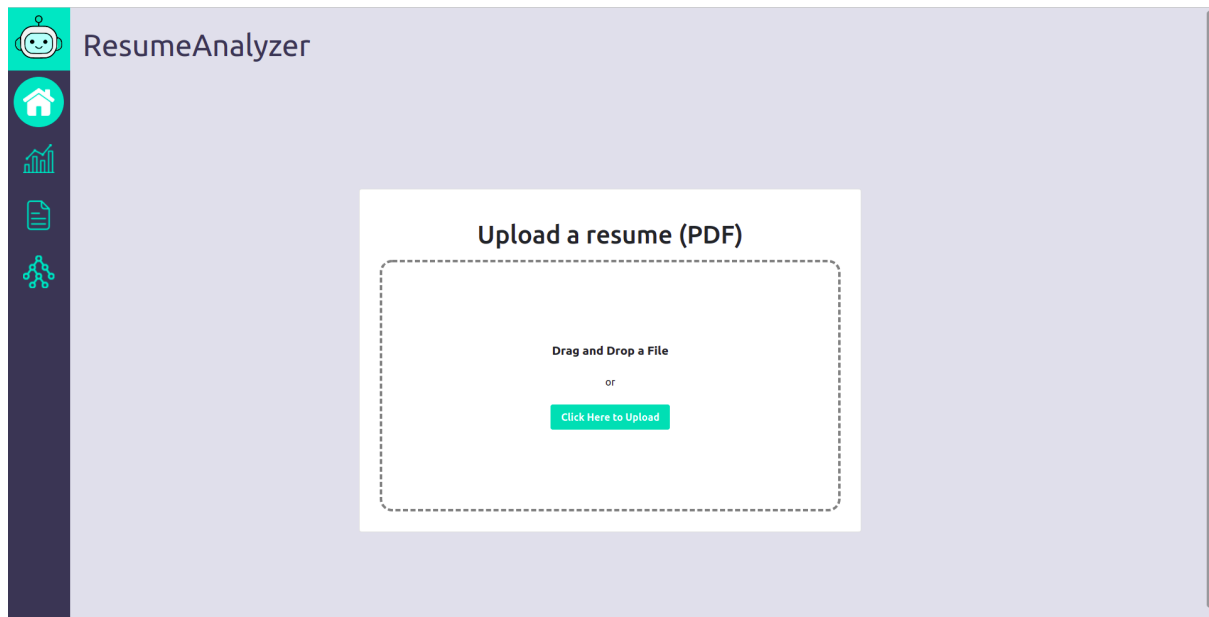 ResumeAnalyzer
Upload a resume (PDF)
Drag and Drop a File
or
Click Here to Upload